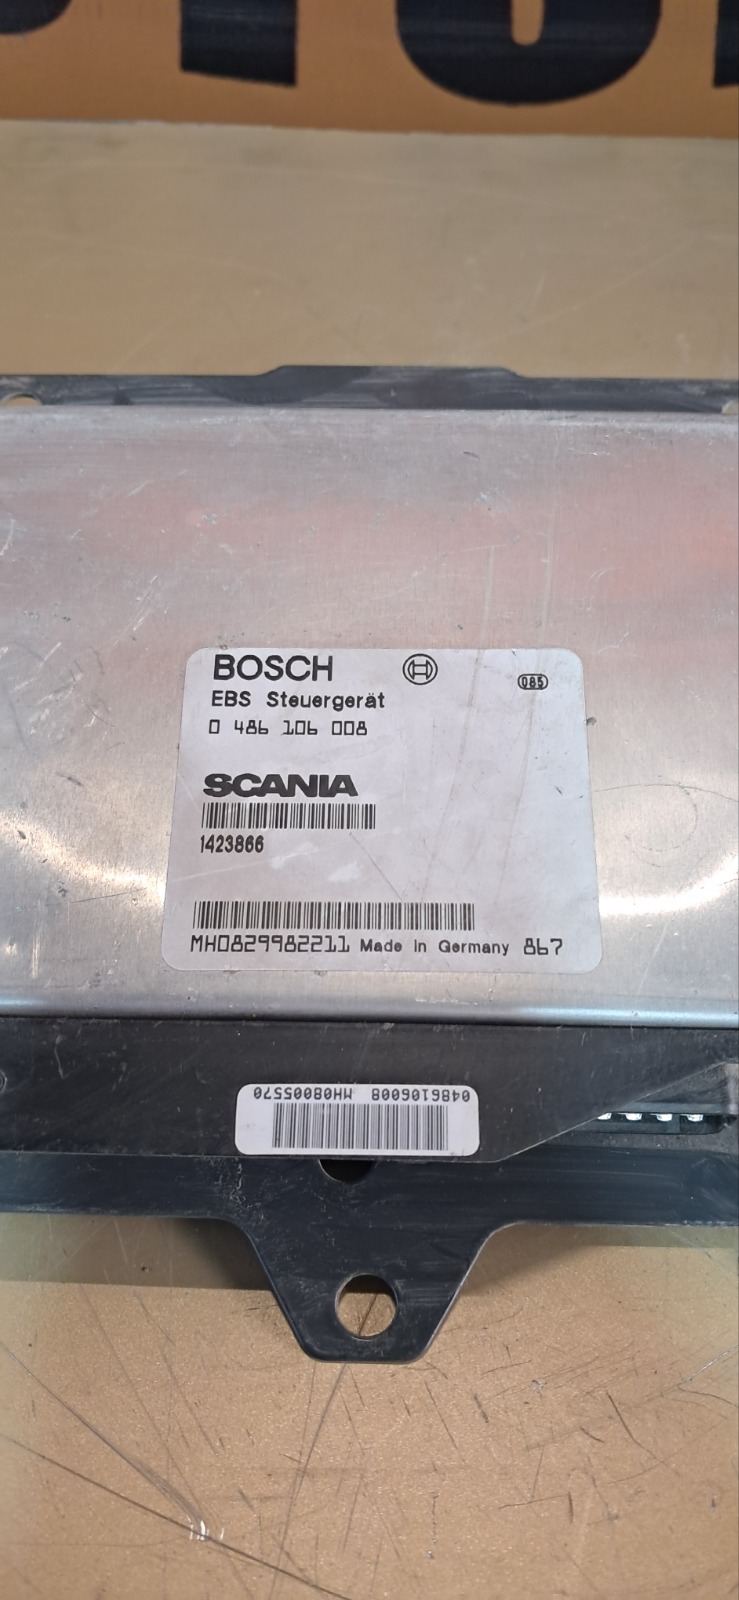 BOSCH
085
EBS Steuergerät
0 486 106 008
SCANIA
1423866
MH0829982211 Made in Germany 867
0486106008 MH08005570